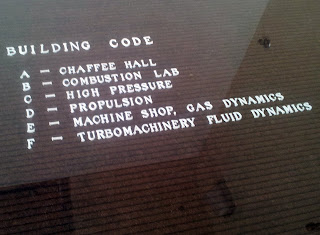 BUILDING CODE
A – CHAFFEE HALL
B – COMBUSTION LAB
C – HIGH PRESSURE
D – PROPULSION
E – MACHINE SHOP, GAS DYNAMICS
F – TURBOMACHINERY FLUID DYNAMICS